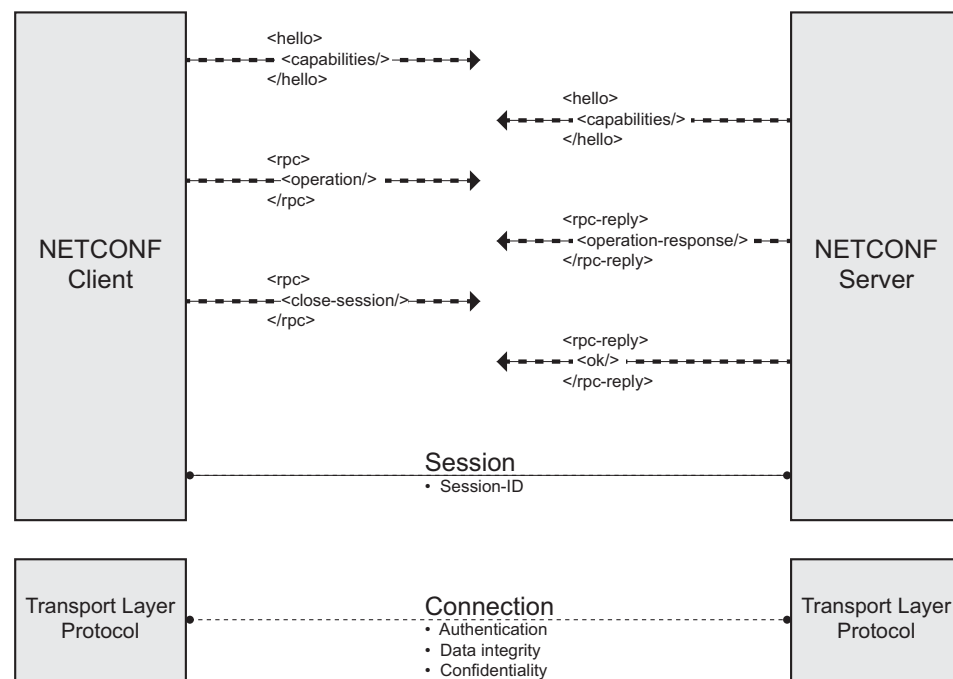 <hello>
<capabilities/>
</hello>
<hello>
<capabilities/>
</hello>
<rpc>
<operation/>
</rpc>
<rpc-reply>
<operation-response/>
</rpc-reply>
NETCONF
Client
NETCONF
Server
<rpc>
<close-session/>
</rpc>
<rpc-reply>
<ok/>
</rpc-reply>
Session
• Session-ID
Transport Layer
Protocol
Connection
• Authentication
• Data integrity
• Confidentiality
Transport Layer
Protocol